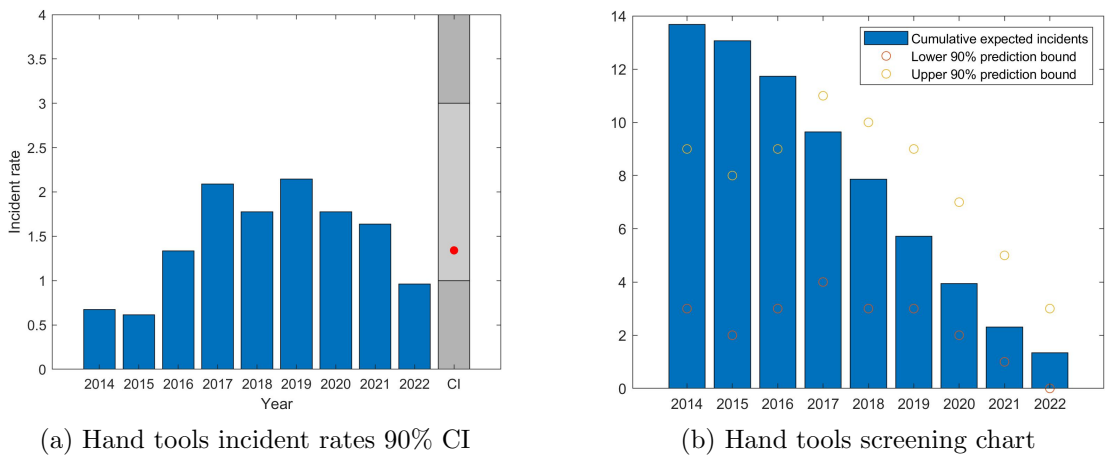 4
3.5
3
2.5
2
1.5
1
0.5
0
Incident rate
2014 2015 2016 2017 2018 2019 2020 2021 2022 CI
Year
(a) Hand tools incident rates 90% CI
14
12
10
8
6
4
2
0
Cumulative expected incidents
Lower 90% prediction bound
Upper 90% prediction bound
2014 2015 2016 2017 2018 2019 2020 2021 2022
(b) Hand tools screening chart